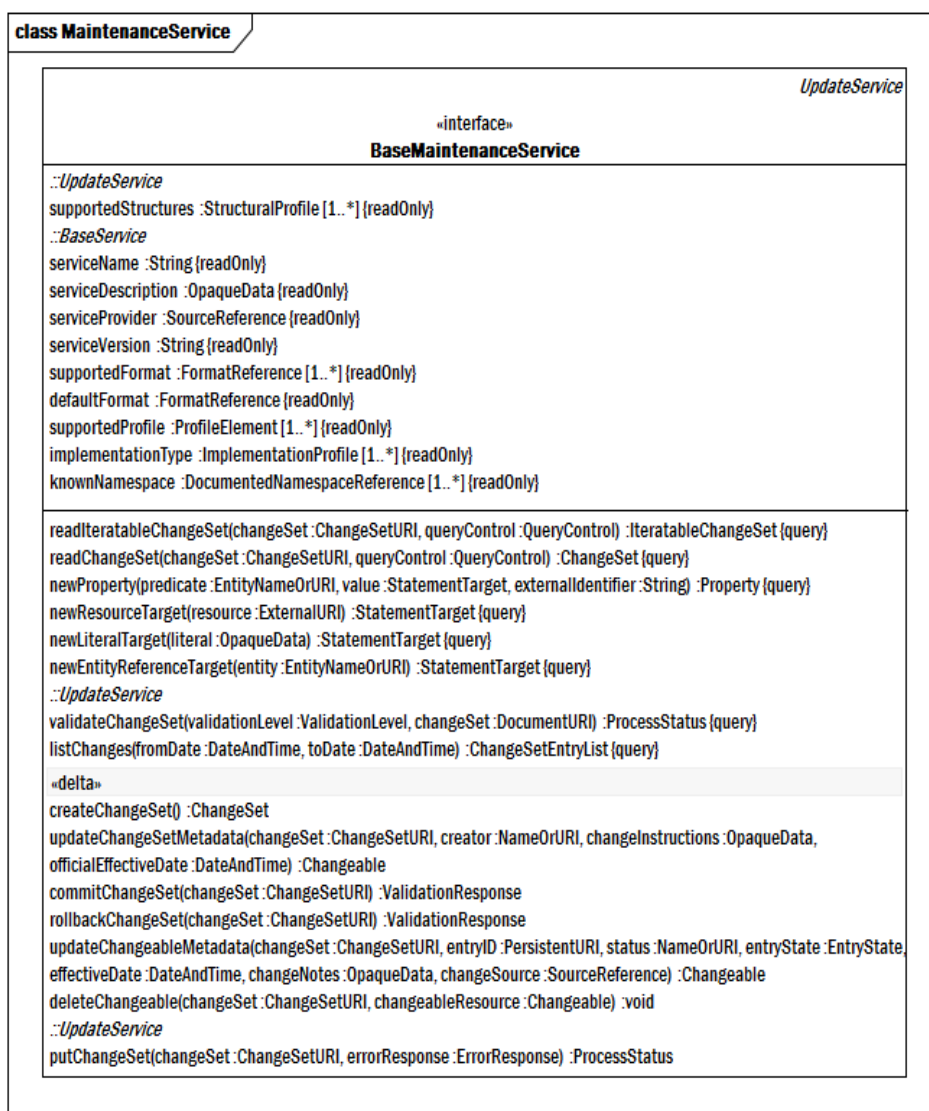 class MaintenanceService
UpdateService
«interface»
BaseMaintenanceService
::UpdateService
supportedStructures :StructuralProfile [1..*] {readOnly}
::BaseService
serviceName :String {readOnly}
serviceDescription :OpaqueData {readOnly}
serviceProvider :SourceReference {readOnly}
serviceVersion :String {readOnly}
supportedFormat :FormatReference [1..*] {readOnly}
defaultFormat :FormatReference {readOnly}
supportedProfile :ProfileElement [1..*] {readOnly}
implementationType :ImplementationProfile [1..*] {readOnly}
knownNamespace :DocumentedNamespaceReference [1..*] {readOnly}
readIteratableChangeSet(changeSet :ChangeSetURI, queryControl :QueryControl) :IteratableChangeSet {query}
readChangeSet(changeSet :ChangeSetURI, queryControl :QueryControl) :ChangeSet {query}
newProperty(predicate :EntityNameOrURI, value :StatementTarget, externalIdentifier :String) :Property {query}
newResourceTarget(resource :ExternalURI) :StatementTarget {query}
newLiteralTarget(literal :OpaqueData) :StatementTarget {query}
newEntityReferenceTarget(entity :EntityNameOrURI) :StatementTarget {query}
::UpdateService
validateChangeSet(validationLevel :ValidationLevel, changeSet :DocumentURI) :ProcessStatus {query}
listChanges(fromDate :DateAndTime, toDate :DateAndTime) :ChangeSetEntryList {query}
«delta»
createChangeSet() :ChangeSet
updateChangeSetMetadata(changeSet :ChangeSetURI, creator :NameOrURI, changeInstructions :OpaqueData,
officialEffectiveDate :DateAndTime) :Changeable
commitChangeSet(changeSet :ChangeSetURI) :ValidationResponse
rollbackChangeSet(changeSet :ChangeSetURI) :ValidationResponse
updateChangeableMetadata(changeSet :ChangeSetURI, entryID :PersistentURI, status :NameOrURI, entryState :EntryState,
effectiveDate :DateAndTime, changeNotes :OpaqueData, changeSource :SourceReference) :Changeable
deleteChangeable(changeSet :ChangeSetURI, changeableResource :Changeable) :void
::UpdateService
putChangeSet(changeSet :ChangeSetURI, errorResponse :ErrorResponse) :ProcessStatus